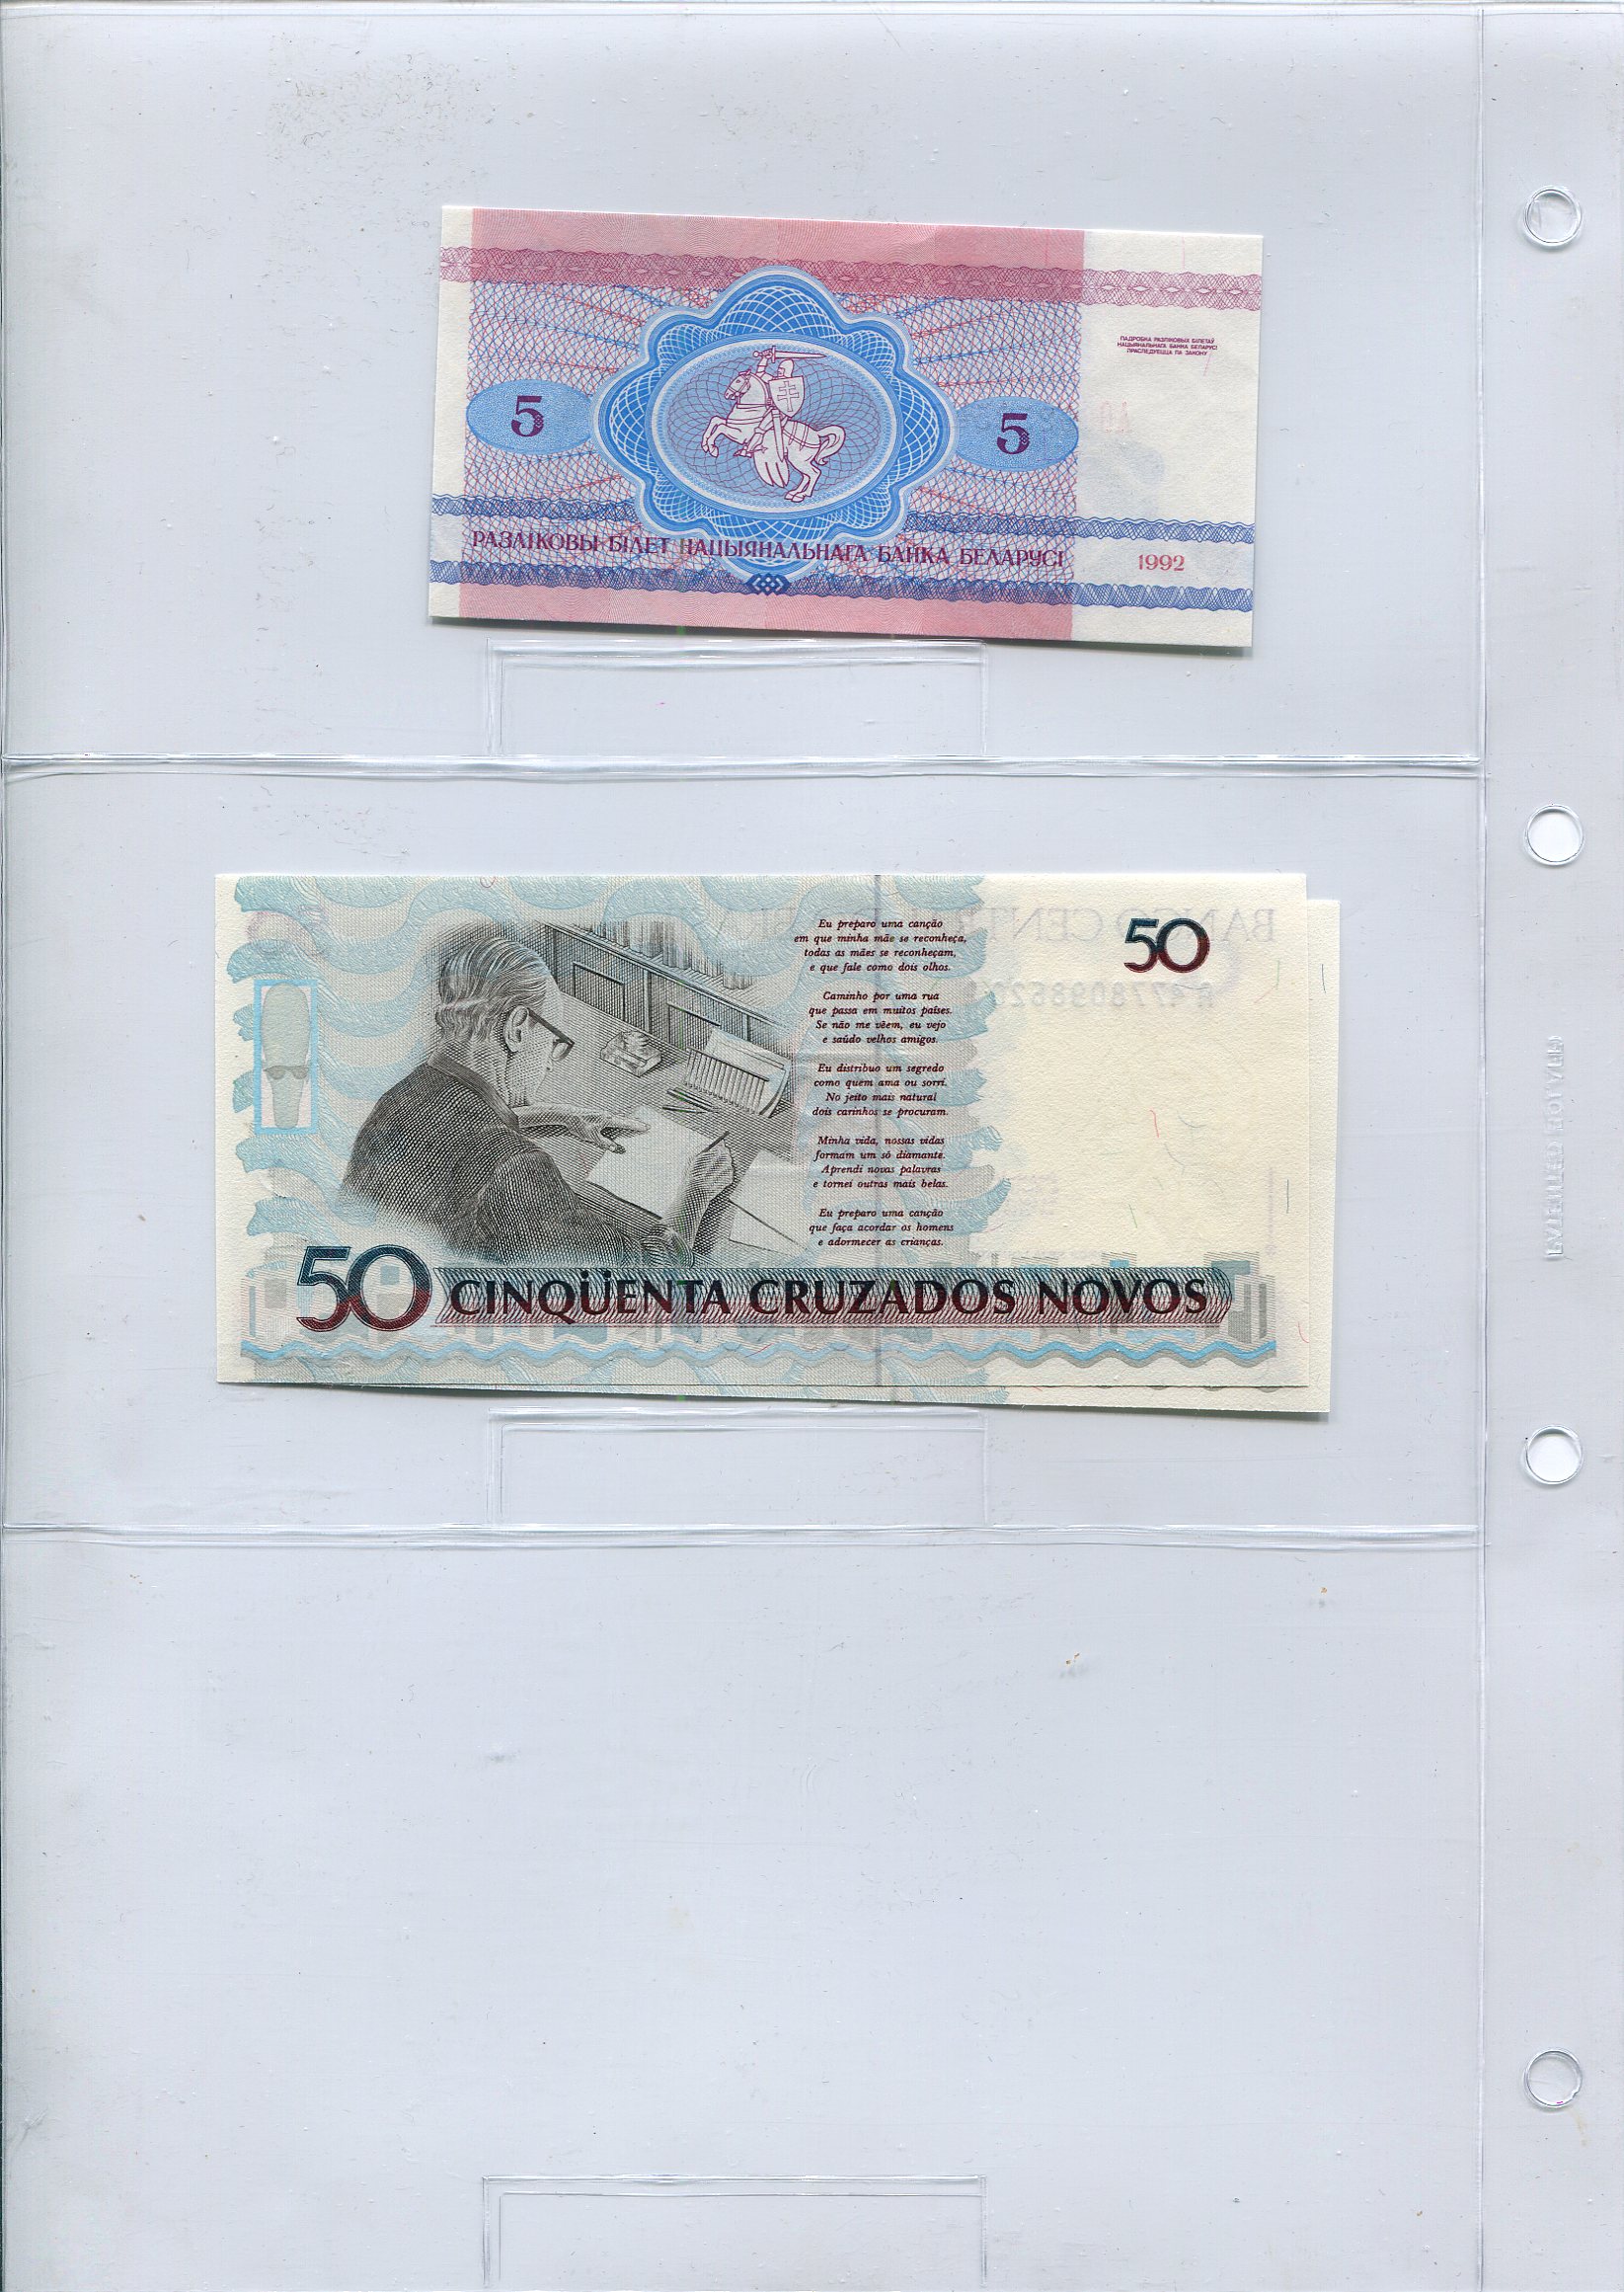 ПАДРОБКА РАЗЛІКОВЫХ БІЛЕТАЎ
НАЦЫЯНАЛЬНАГА БАНКА БЕЛАРУСІ
ПРАСЛЕДУЕЦЦА ПА ЗАКОНУ
5
5
РАЗЛІКОВЫ БІЛЕТ НАЦЫЯНАЛЬНАГА БАНКА БЕЛАРУСІ
1992
Eu preparo uma canção
em que minha mãe se reconheça,
todas as mães se reconheçam,
e que fale como dois olhos.
Caminho por uma rua
que passa em muitos países.
Se não me vêem, eu vejo
e saúdo velhos amigos.
Eu distribuo um segredo
como quem ama ou sorri.
No jeito mais natural
dois carinhos se procuram.
Minha vida, nossas vidas
formam um só diamante.
Aprendi novas palavras
e tornei outras mais belas.
Eu preparo uma canção
que faça acordar os homens
e adormecer as crianças.
50
50 CINQÜENTA CRUZADOS NOVOS